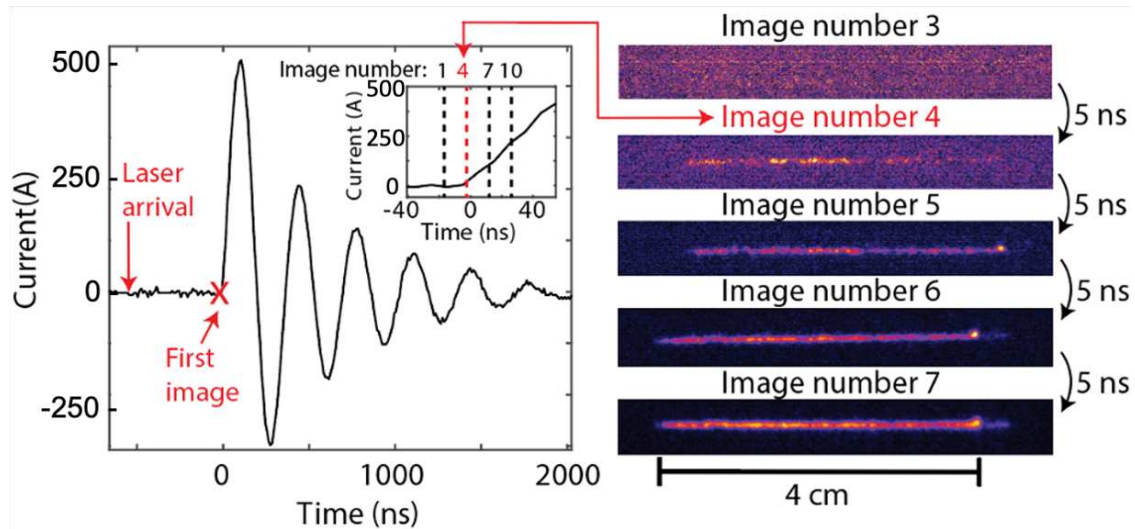 500
250
0
-250
Current(A)
0
1000
2000
Time (ns)
Laser
arrival
First
image
Image number: 1 4 7 10
500
250
0
Current (A)
-40
0
40
Time (ns)
Image number 3
5 ns
Image number 4
5 ns
Image number 5
5 ns
Image number 6
5 ns
Image number 7
4 cm